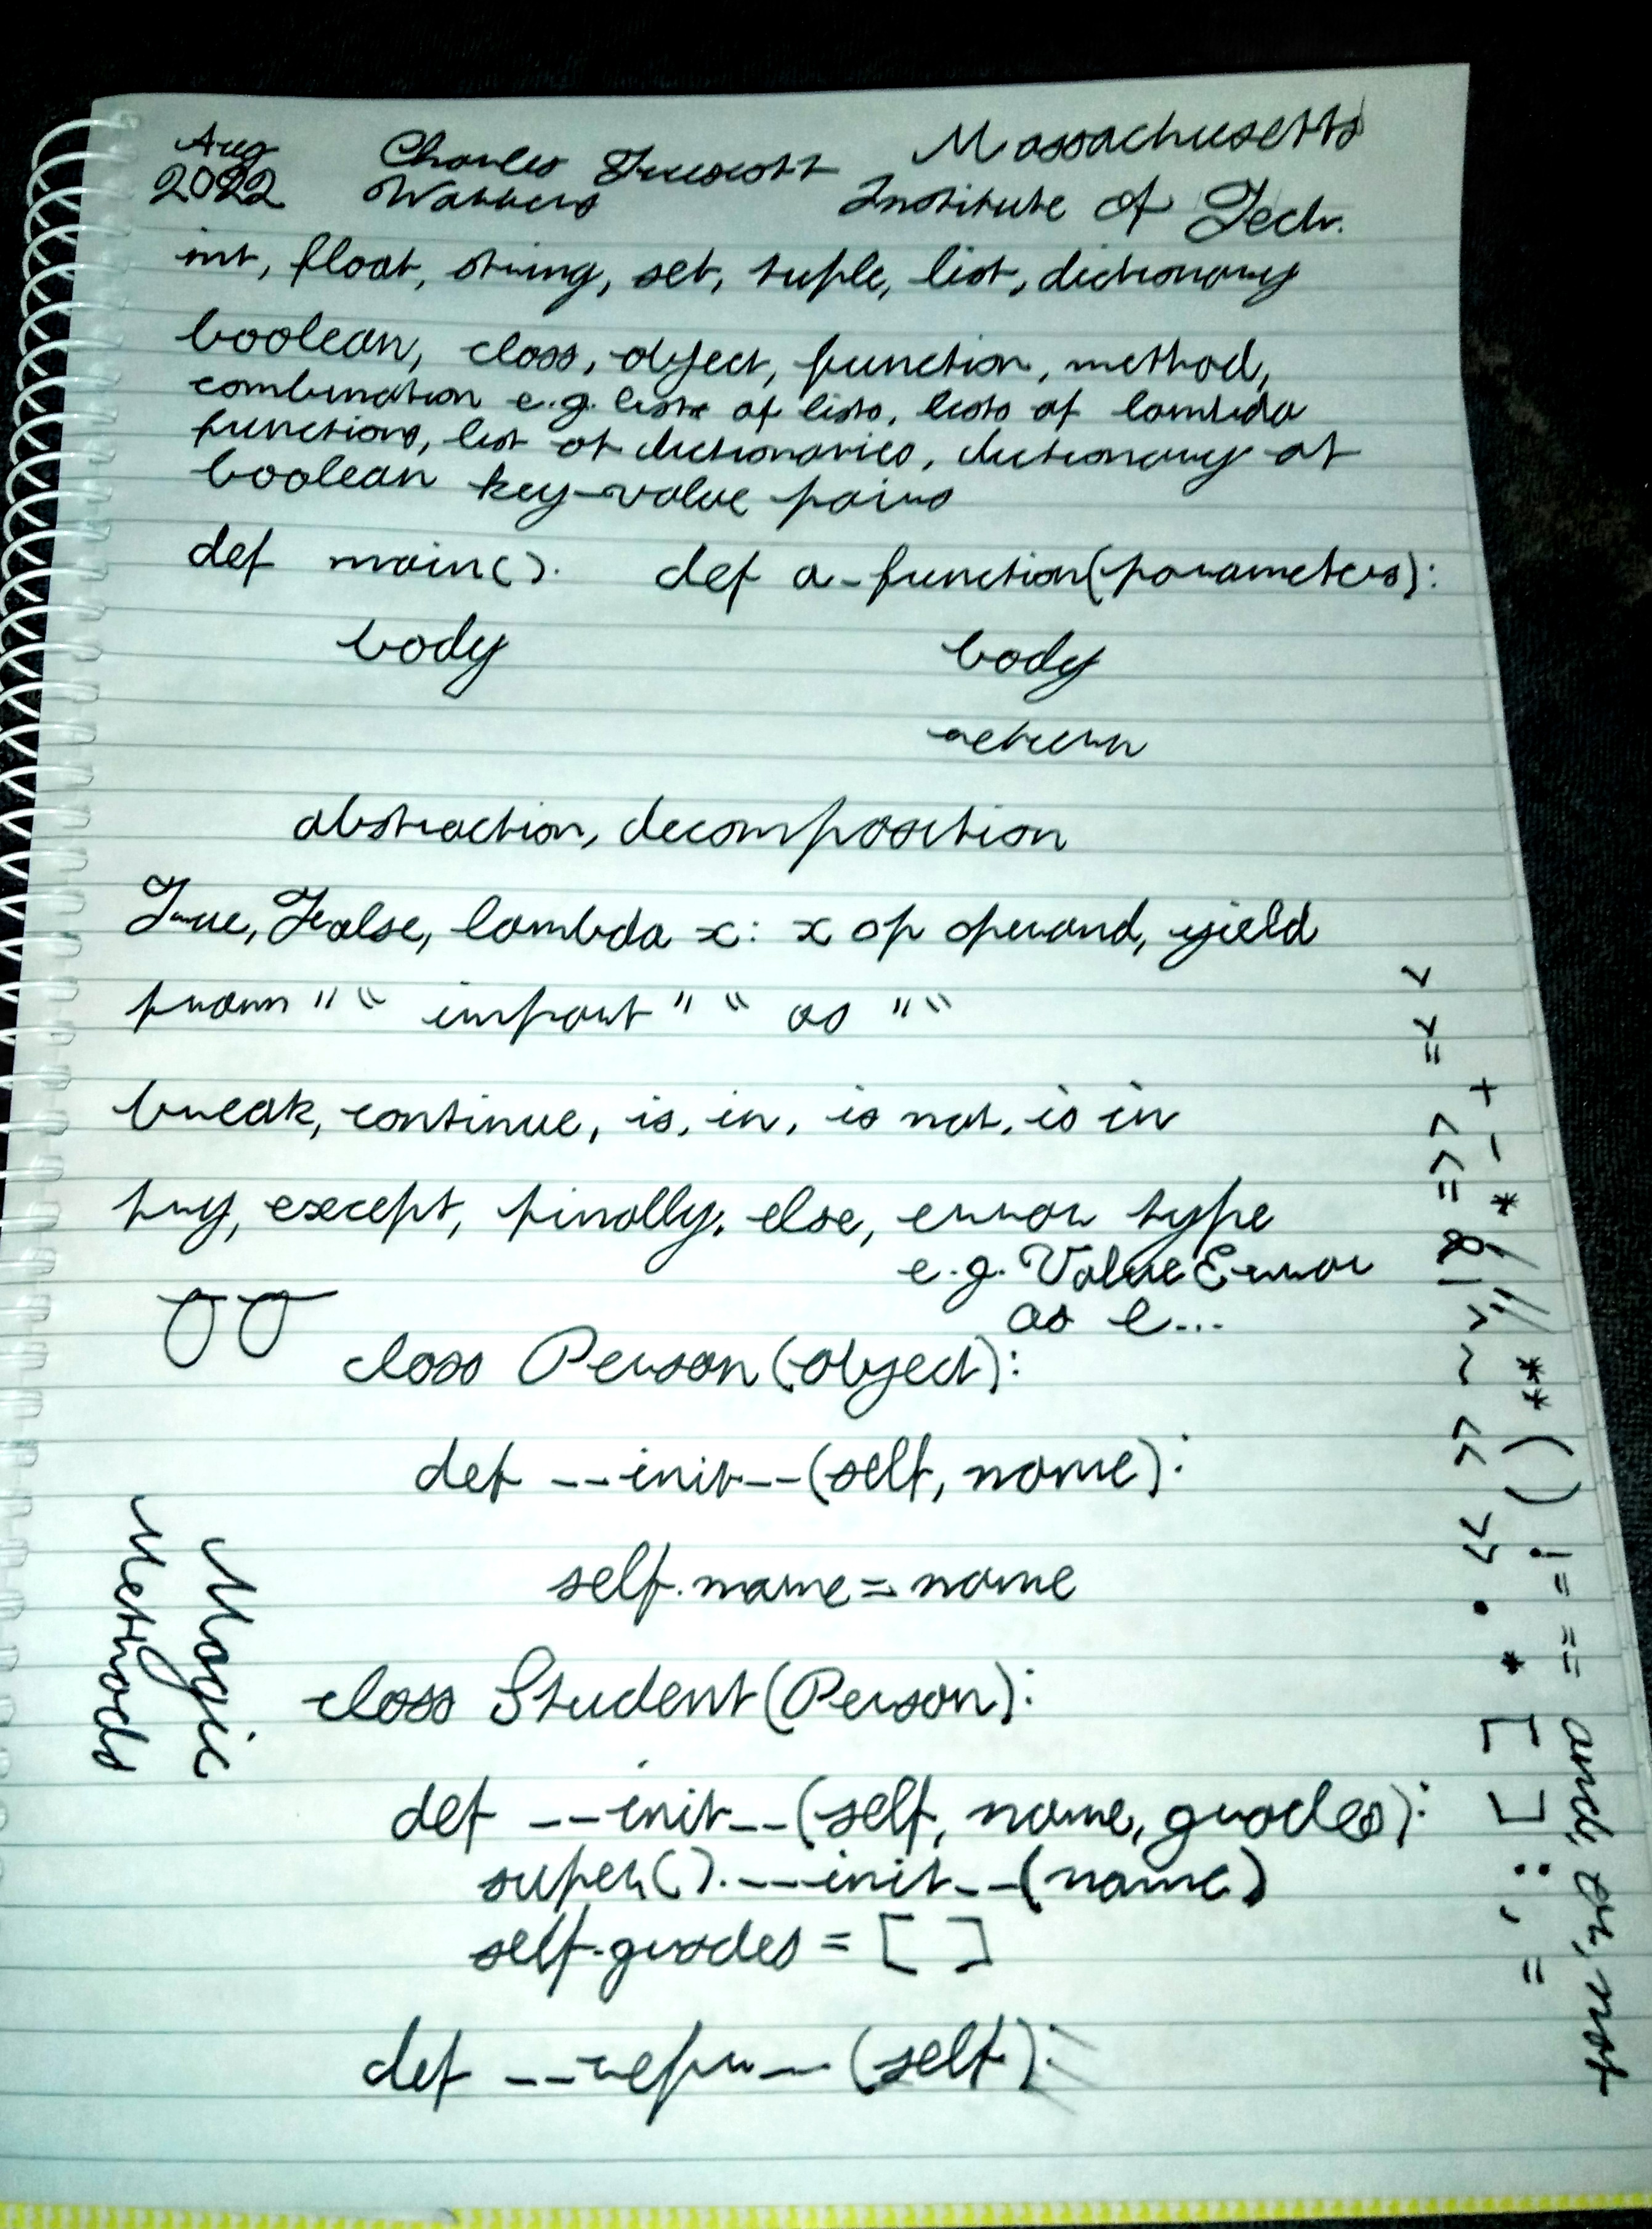 Aug 2022
Charles Truscott Watters
Massachusetts Institute of Tech.
int, float, string, set, tuple, list, dictionary
boolean, class, object, function, method,
combination e.g. lists of lists, lists of lambda
functions, list of dictionaries, dictionary of
boolean key-value pairs
def main(): def a_function(parameters):
body body
return
abstraction, decomposition
True, False, lambda x: x op operand, yield
from " " import " " as " "
break, continue, is, in, is not, is in
try, except, finally, else, error type
e.g. ValueError
as e...
class Person(object):
def __init__(self, name):
self.name = name
Magic
Methods
class Student(Person):
def __init__(self, name, grades):
super().__init__(name)
self.grades = [ ]
def __repr__(self):
< <= > >= & | ^ ~ >> << . * [ ] : , =
+ - * / // ** ( ) != ==
and, or, not